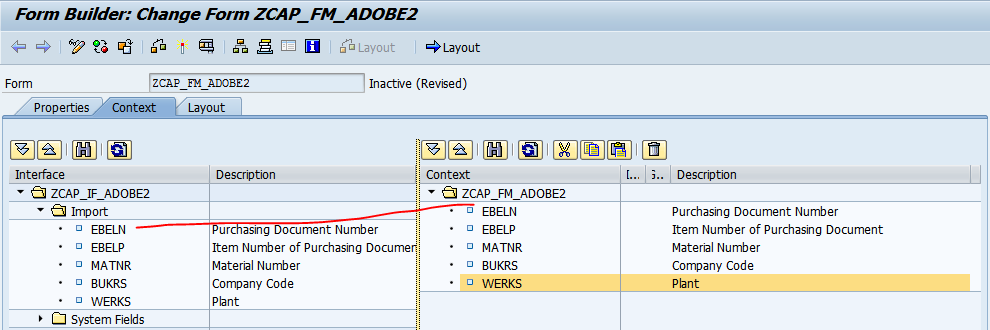 Form Builder: Change Form ZCAP_FM_ADOBE2
Layout Layout
Form ZCAP_FM_ADOBE2 Inactive (Revised)
Properties Context Layout
Interface Description Context I... S.. Description
ZCAP_IF_ADOBE2 ZCAP_FM_ADOBE2
Import EBELN Purchasing Document Number
EBELN Purchasing Document Number EBELP Item Number of Purchasing Document
EBELP Item Number of Purchasing Documen MATNR Material Number
MATNR Material Number BUKRS Company Code
BUKRS Company Code WERKS Plant
WERKS Plant
System Fields